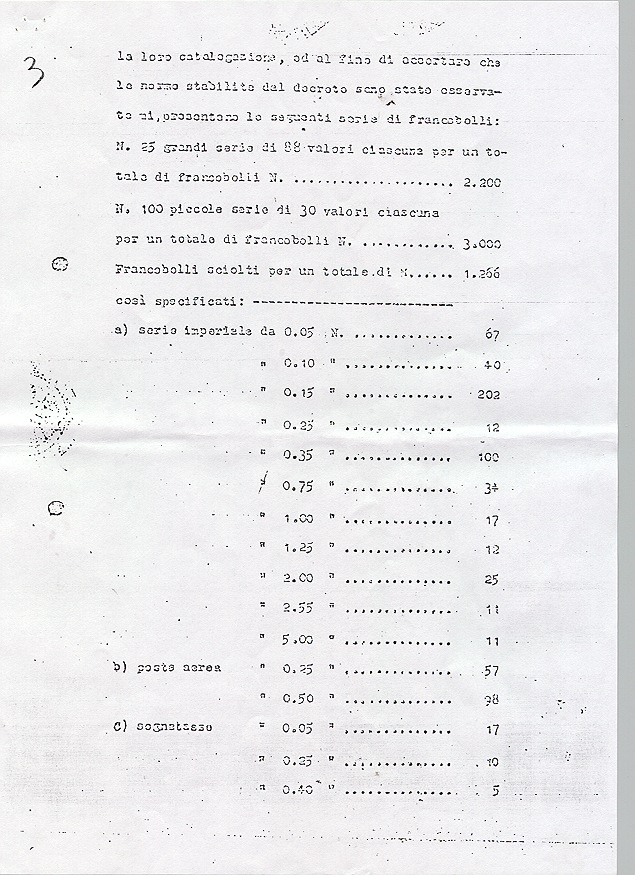 3
la loro catalogazione, ed al fine di accertare che
le norme stabilite dal decreto sono state osserva-
te si,presentano le seguenti serie di francobolli:
N. 25 grandi serie di 88 valori ciascuna per un to-
tale di francobolli N. ..................... 2.200
N. 100 piccole serie di 30 valori ciascuna
per un totale di francobolli N. ............ 3.000
Francobolli sciolti per un totale di N...... 1.266
così specificati: -------------------------
a) serie imperiale da 0.05 N. ............. 67
" 0.10 " ............. 40
" 0.15 " ............. 202
" 0.25 " ............. 12
" 0.35 " ............. 100
" 0.75 " ............. 34
" 1.00 " ............. 17
" 1.25 " ............. 12
" 2.00 " ............. 25
" 2.55 " ............. 11
" 5.00 " ............. 11
b) posta aerea " 0.25 " ............. 57
" 0.50 " ............. 98
C) segnatasse " 0.05 " ............. 17
" 0.25 " ............. 10
" 0.40 " ............. 5